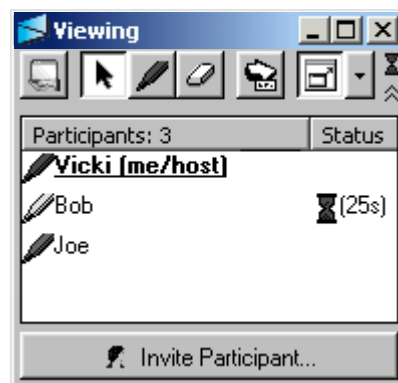 Viewing
Participants: 3 Status
Vicki (me/host)
Bob (25s)
Joe
Invite Participant...